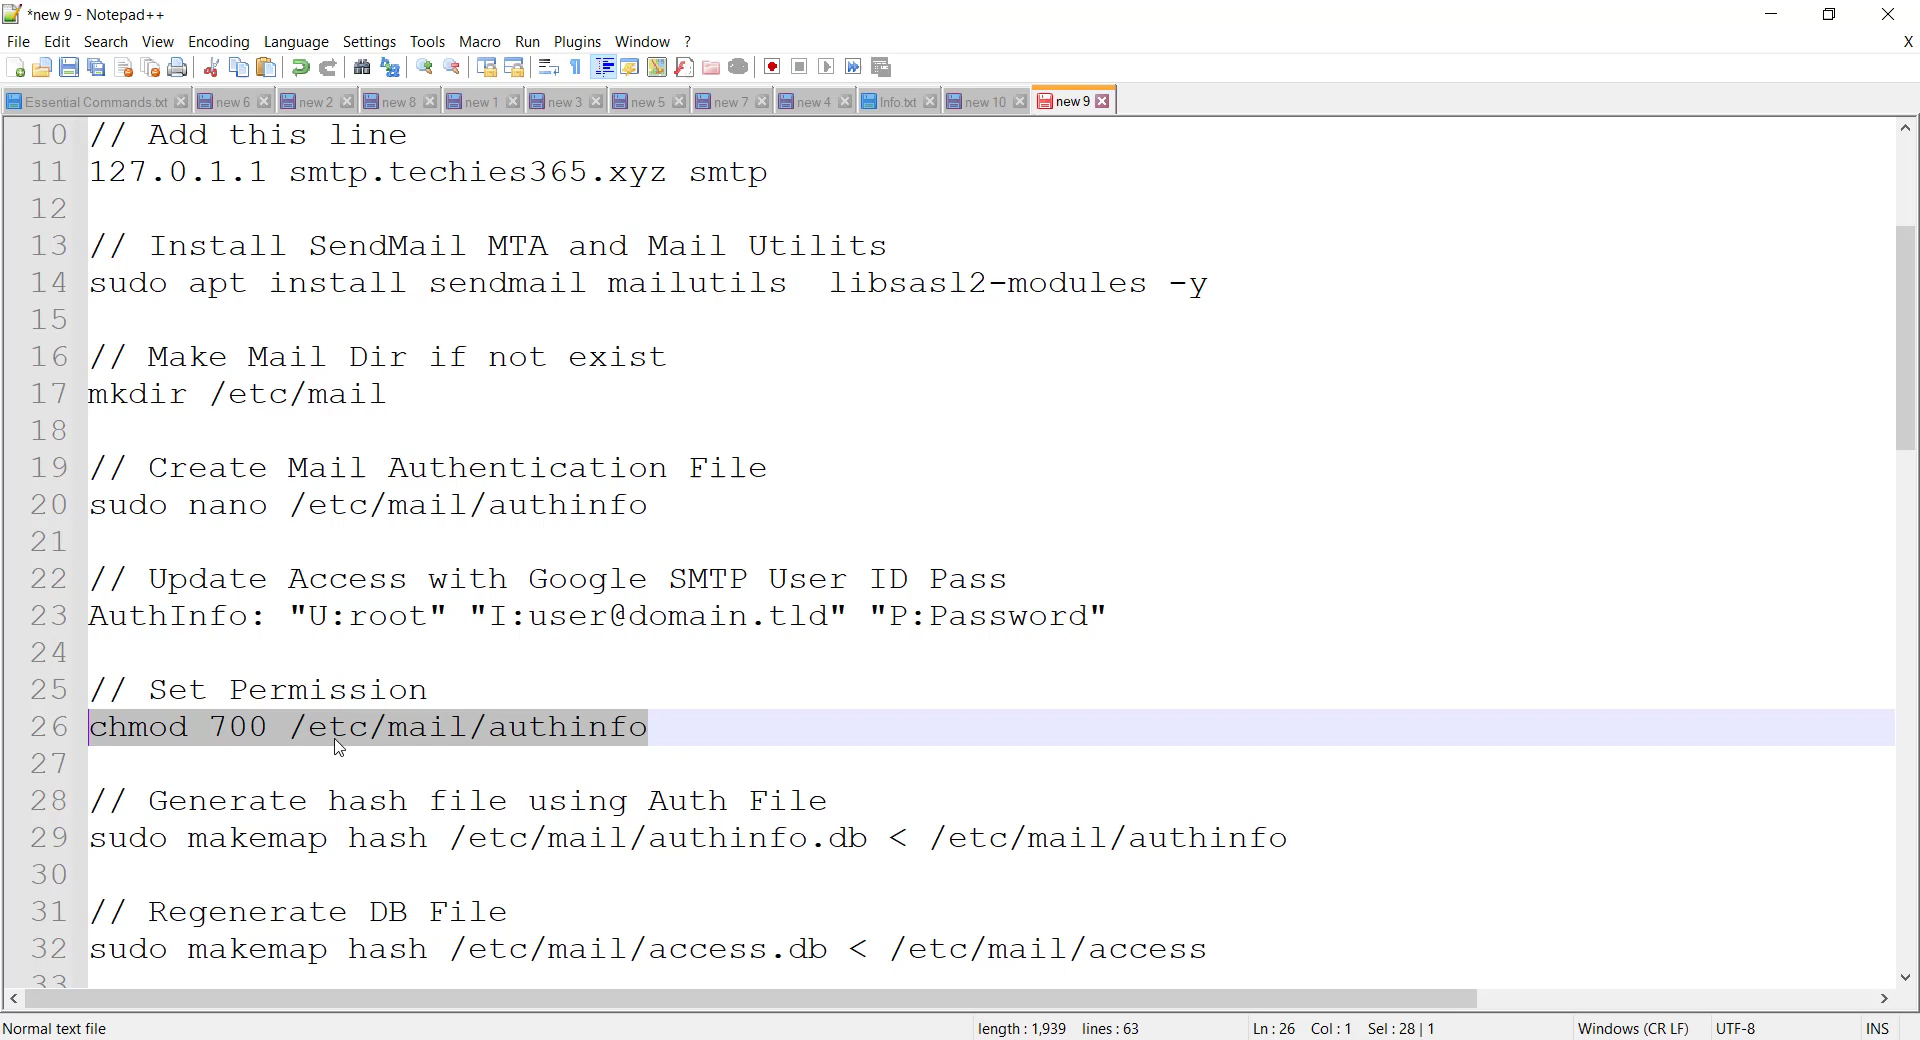 *new 9 - Notepad++
File Edit Search View Encoding Language Settings Tools Macro Run Plugins Window ? X
Essential Commands.txt new 6 new 2 new 8 new 1 new 3 new 5 new 7 new 4 Info.txt new 10 new 9
10 // Add this line
11 127.0.1.1 smtp.techies365.xyz smtp
12
13 // Install SendMail MTA and Mail Utilits
14 sudo apt install sendmail mailutils  libsasl2-modules -y
15
16 // Make Mail Dir if not exist
17 mkdir /etc/mail
18
19 // Create Mail Authentication File
20 sudo nano /etc/mail/authinfo
21
22 // Update Access with Google SMTP User ID Pass
23 AuthInfo: "U:root" "I:user@domain.tld" "P:Password"
24
25 // Set Permission
26 chmod 700 /etc/mail/authinfo
27
28 // Generate hash file using Auth File
29 sudo makemap hash /etc/mail/authinfo.db < /etc/mail/authinfo
30
31 // Regenerate DB File
32 sudo makemap hash /etc/mail/access.db < /etc/mail/access
33
Normal text file length : 1,939 lines : 63 Ln : 26 Col : 1 Sel : 28 | 1 Windows (CR LF) UTF-8 INS